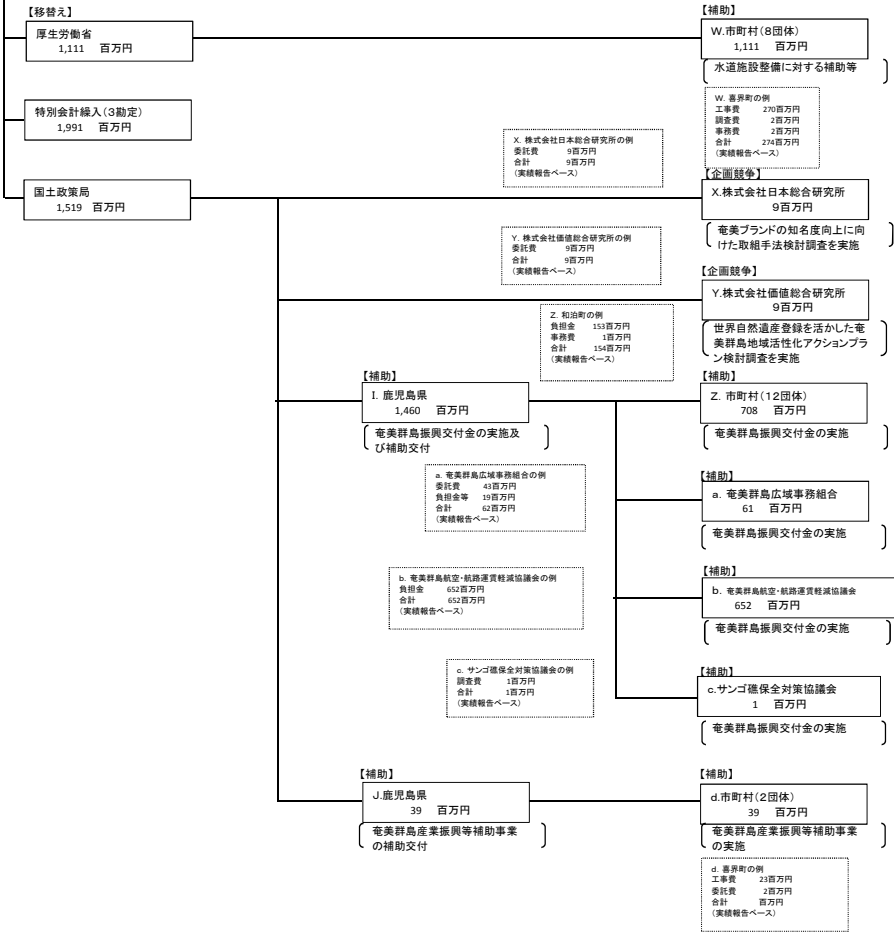 【移替え】
厚生労働省
1,111 百万円
【補助】
W.市町村(8団体)
1,111 百万円
水道施設整備に対する補助等
特別会計繰入(3勘定)
1,991 百万円
W. 喜界町の例
工事費 270百万円
調査費 2百万円
事務費 2百万円
合計 274百万円
(実績報告ベース)
X. 株式会社日本総合研究所の例
委託費 9百万円
合計 9百万円
(実績報告ベース)
国土政策局
1,519 百万円
【企画競争】
X.株式会社日本総合研究所
9百万円
奄美ブランドの知名度向上に向
けた取組手法検討調査を実施
Y. 株式会社価値総合研究所の例
委託費 9百万円
合計 9百万円
(実績報告ベース)
【企画競争】
Y.株式会社価値総合研究所
9百万円
世界自然遺産登録を活かした奄
美群島地域活性化アクションプラ
ン検討調査を実施
Z. 和泊町の例
負担金 153百万円
事務費 1百万円
合計 154百万円
(実績報告ベース)
【補助】
I. 鹿児島県
1,460 百万円
奄美群島振興交付金の実施及
び補助交付
【補助】
Z. 市町村(12団体)
708 百万円
奄美群島振興交付金の実施
a. 奄美群島広域事務組合の例
委託費 43百万円
負担金等 19百万円
合計 62百万円
(実績報告ベース)
【補助】
a. 奄美群島広域事務組合
61 百万円
奄美群島振興交付金の実施
b. 奄美群島航空・航路運賃軽減協議会の例
負担金 652百万円
合計 652百万円
(実績報告ベース)
【補助】
b. 奄美群島航空・航路運賃軽減協議会
652 百万円
奄美群島振興交付金の実施
c. サンゴ礁保全対策協議会の例
調査費 1百万円
合計 1百万円
(実績報告ベース)
【補助】
c.サンゴ礁保全対策協議会
1 百万円
奄美群島振興交付金の実施
【補助】
J.鹿児島県
39 百万円
奄美群島産業振興等補助事業
の補助交付
【補助】
d.市町村(2団体)
39 百万円
奄美群島産業振興等補助事業
の実施
d. 喜界町の例
工事費 23百万円
委託費 2百万円
合計 百万円
(実績報告ベース)